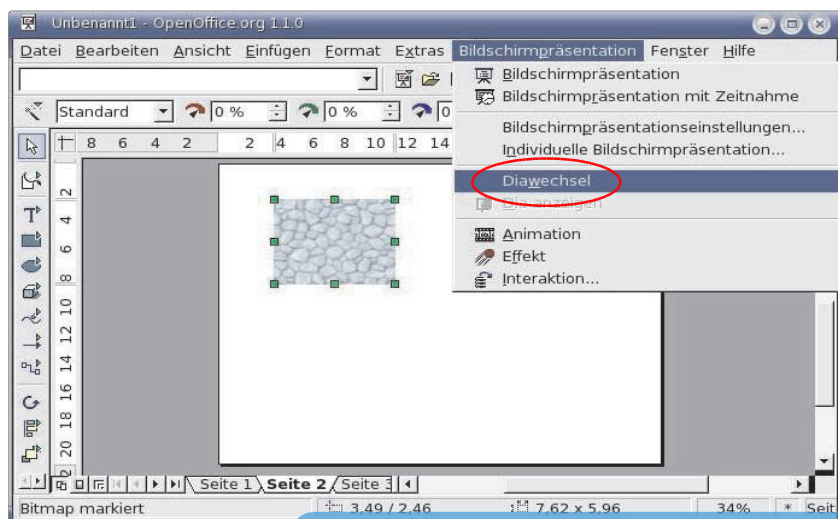 Unbenannt1 - OpenOffice.org 1.1.0
Datei Bearbeiten Ansicht Einfügen Format Extras Bildschirmpräsentation Fenster Hilfe
Bildschirmpräsentation
Bildschirmpräsentation mit Zeitnahme
Standard 0 % 0 % 0
Bildschirmpräsentationseinstellungen...
Individuelle Bildschirmpräsentation...
8 6 4 2 2 4 6 8 10 12 14
Diawechsel
Dia anzeigen
Animation
Effekt
Interaktion...
2
4
6
8
10
12
14
16
18
20
Seite 1 Seite 2 Seite 3
Bitmap markiert 3,49 / 2,46 7,62 x 5,96 34% * Seit